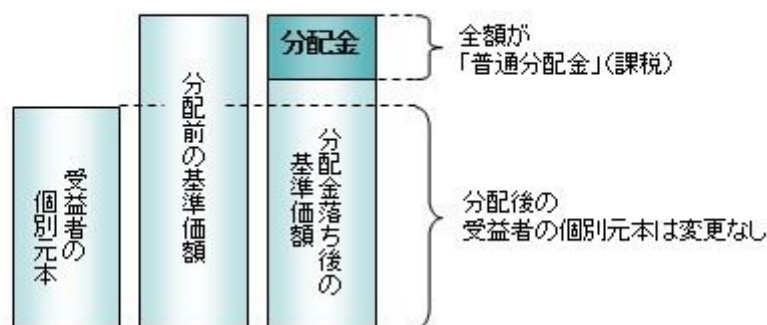 受益者の
個別元本
分配前の基準価額
分配金
分配金落ち後の
基準価額
全額が
「普通分配金」(課税)
分配後の
受益者の個別元本は変更なし